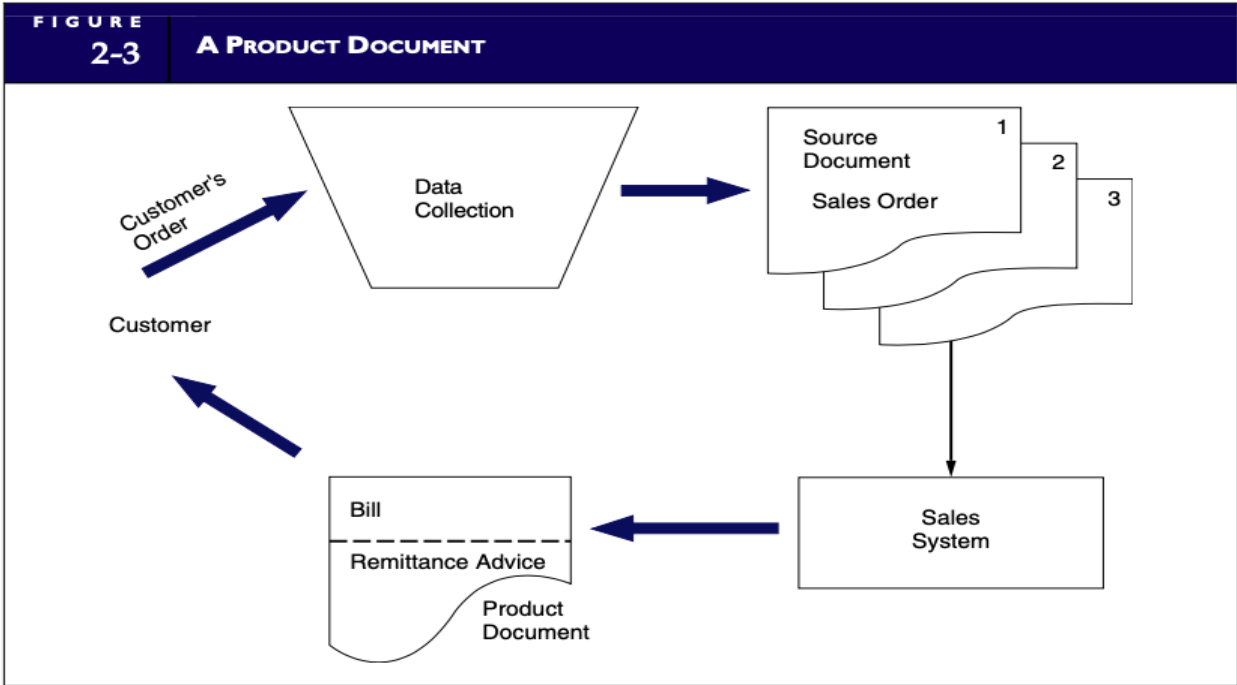 FIGURE
2-3
A PRODUCT DOCUMENT
Customer's
Order
Data
Collection
Source
Document
Sales Order
1
2
3
Customer
Bill
Remittance Advice
Product
Document
Sales
System